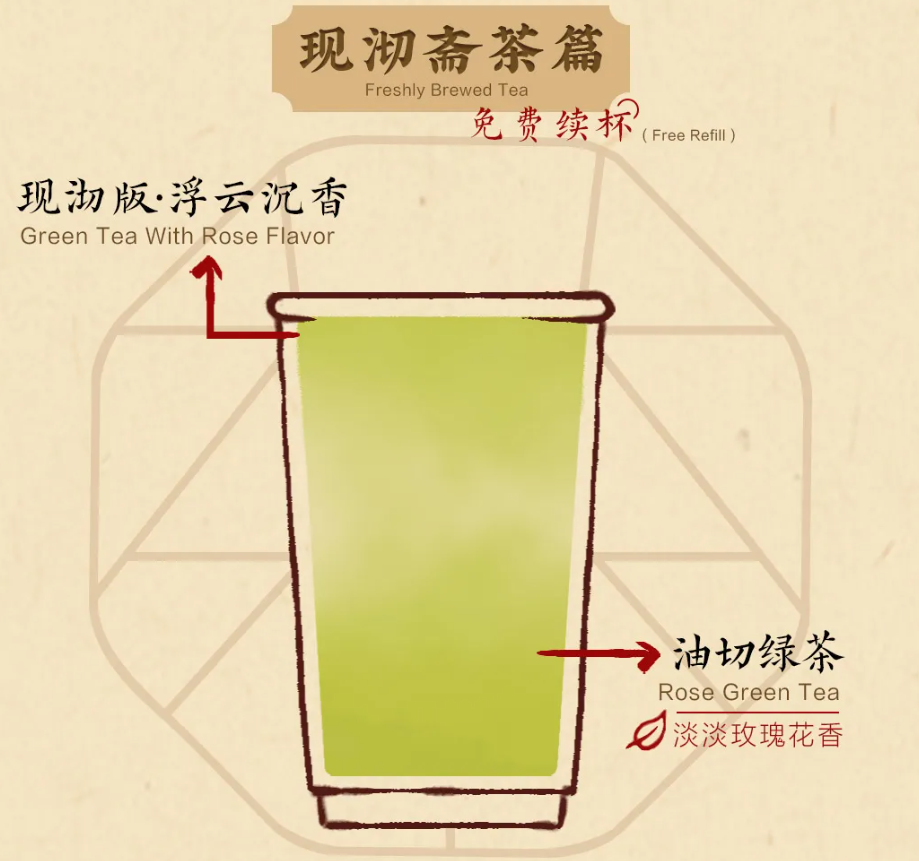 现沏斋茶篇
Freshly Brewed Tea
免费续杯 ( Free Refill )
现沏版·浮云沉香
Green Tea With Rose Flavor
油切绿茶
Rose Green Tea
淡淡玫瑰花香